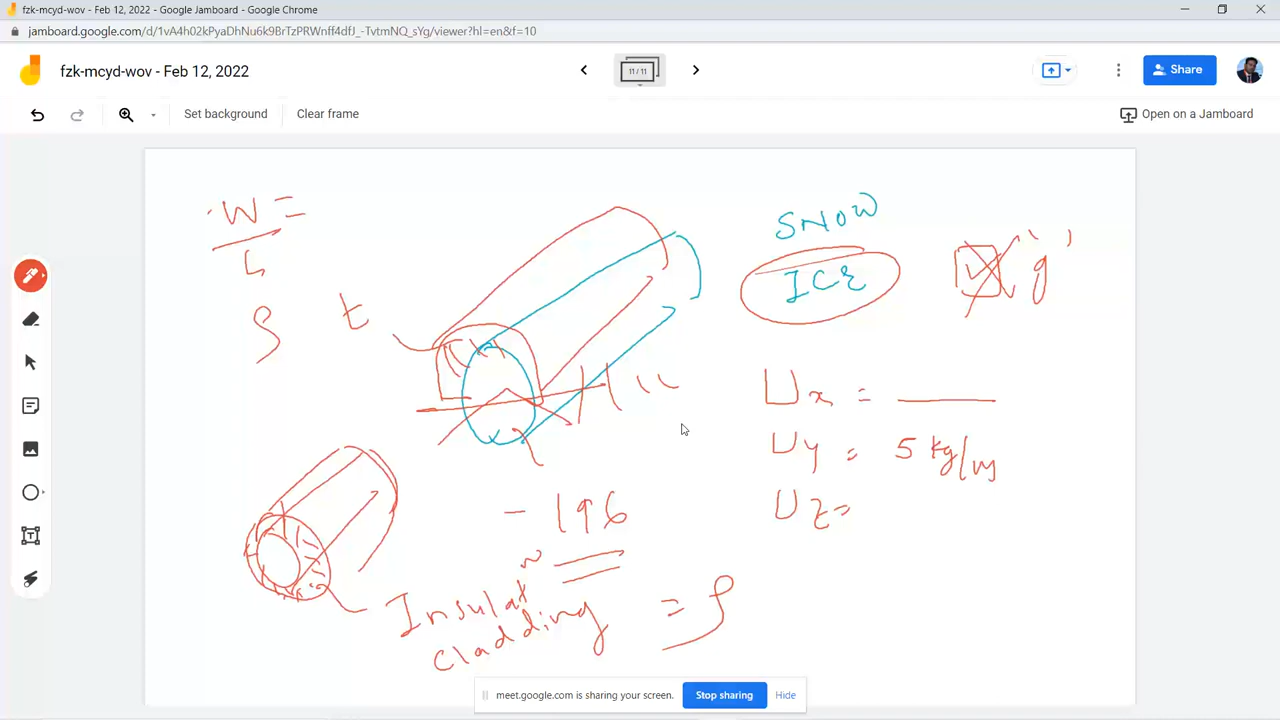 fzk-mcyd-wov - Feb 12, 2022 - Google Jamboard - Google Chrome
jamboard.google.com/d/1vA4h02kPyaDhNu6k9BrTzPRWnff4dfJ_-TvtmNQ_sYg/viewer?hl=en&f=10
fzk-mcyd-wov - Feb 12, 2022
11/11
Share
Set background
Clear frame
Open on a Jamboard
W =
L
ρ
t
SNOW
ICE
'g'
Ux =
Uy = 5 kg/m
Uz =
- 196
Insulat
cladding = ρ
meet.google.com is sharing your screen.
Stop sharing
Hide